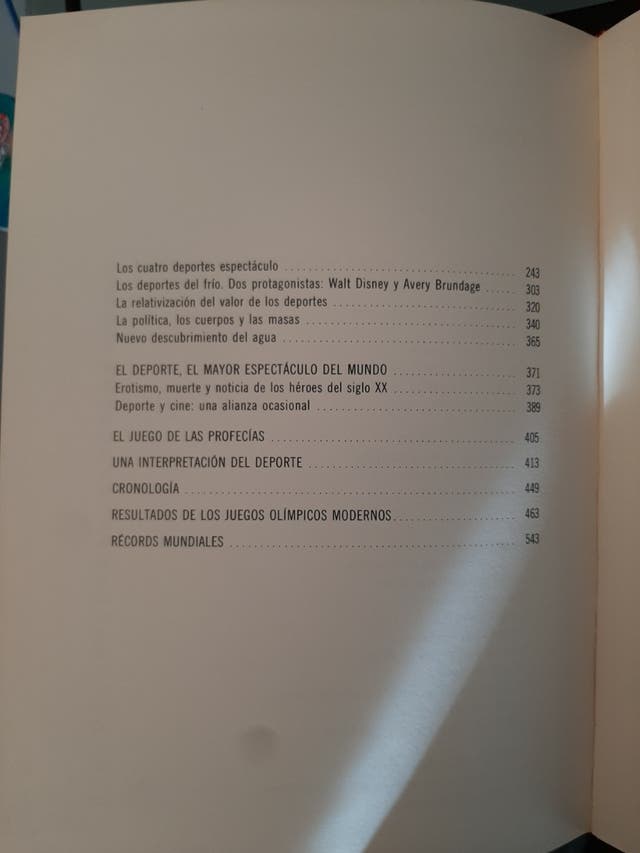 Los cuatro deportes espectáculo 243
Los deportes del frío. Dos protagonistas: Walt Disney y Avery Brundage 303
La relativización del valor de los deportes 320
La política, los cuerpos y las masas 340
Nuevo descubrimiento del agua 365
EL DEPORTE, EL MAYOR ESPECTÁCULO DEL MUNDO 371
Erotismo, muerte y noticia de los héroes del siglo XX 373
Deporte y cine: una alianza ocasional 389
EL JUEGO DE LAS PROFECÍAS 405
UNA INTERPRETACIÓN DEL DEPORTE 413
CRONOLOGÍA 449
RESULTADOS DE LOS JUEGOS OLÍMPICOS MODERNOS 463
RÉCORDS MUNDIALES 543